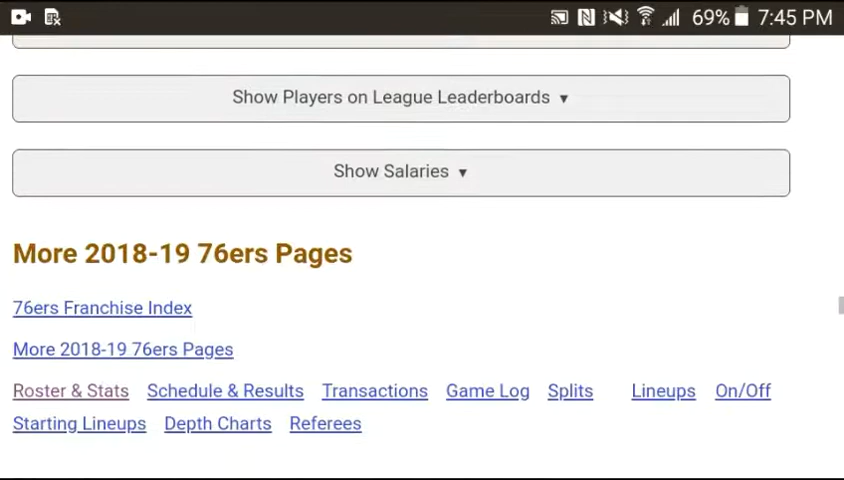 69% 7:45 PM
Show Players on League Leaderboards ▼
Show Salaries ▼
More 2018-19 76ers Pages
76ers Franchise Index
More 2018-19 76ers Pages
Roster & Stats Schedule & Results Transactions Game Log Splits Lineups On/Off
Starting Lineups Depth Charts Referees